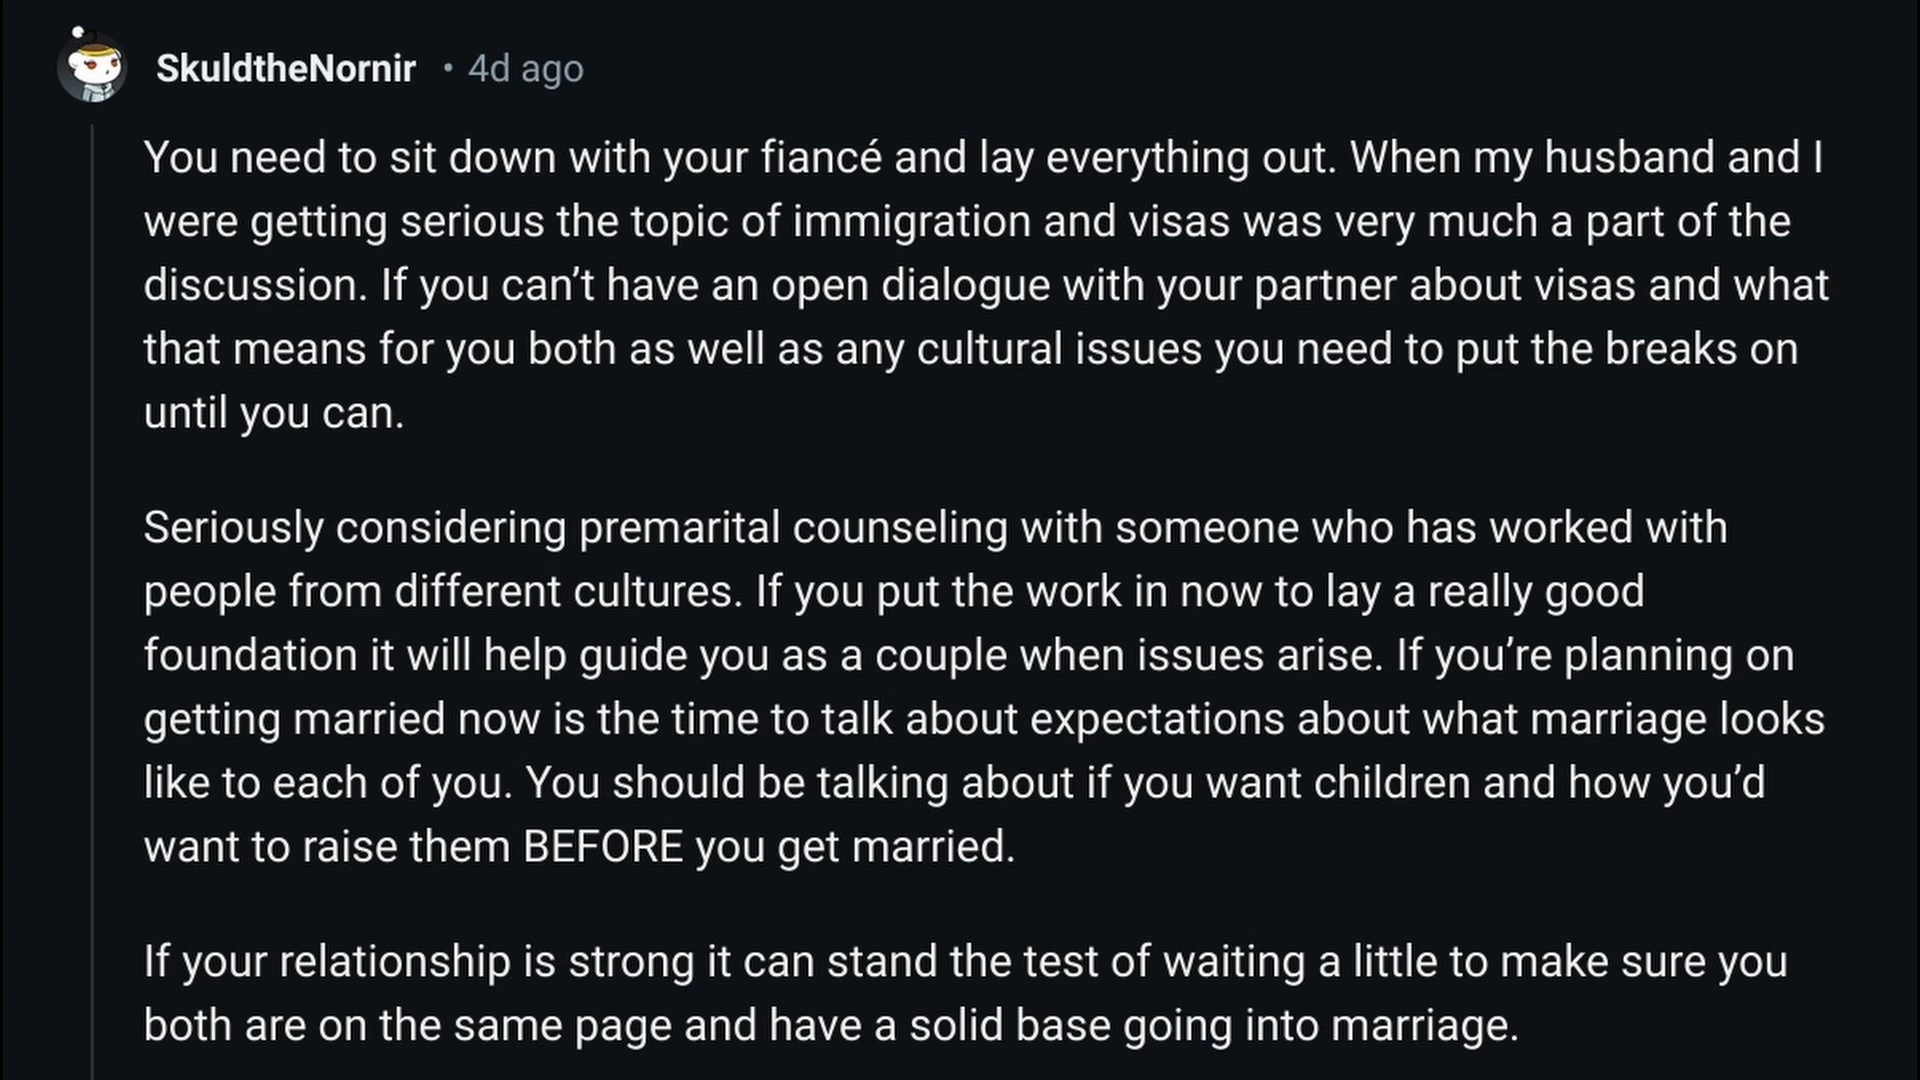 SkuldtheNornir • 4d ago
You need to sit down with your fiancé and lay everything out. When my husband and I
were getting serious the topic of immigration and visas was very much a part of the
discussion. If you can’t have an open dialogue with your partner about visas and what
that means for you both as well as any cultural issues you need to put the breaks on
until you can.
Seriously considering premarital counseling with someone who has worked with
people from different cultures. If you put the work in now to lay a really good
foundation it will help guide you as a couple when issues arise. If you’re planning on
getting married now is the time to talk about expectations about what marriage looks
like to each of you. You should be talking about if you want children and how you’d
want to raise them BEFORE you get married.
If your relationship is strong it can stand the test of waiting a little to make sure you
both are on the same page and have a solid base going into marriage.